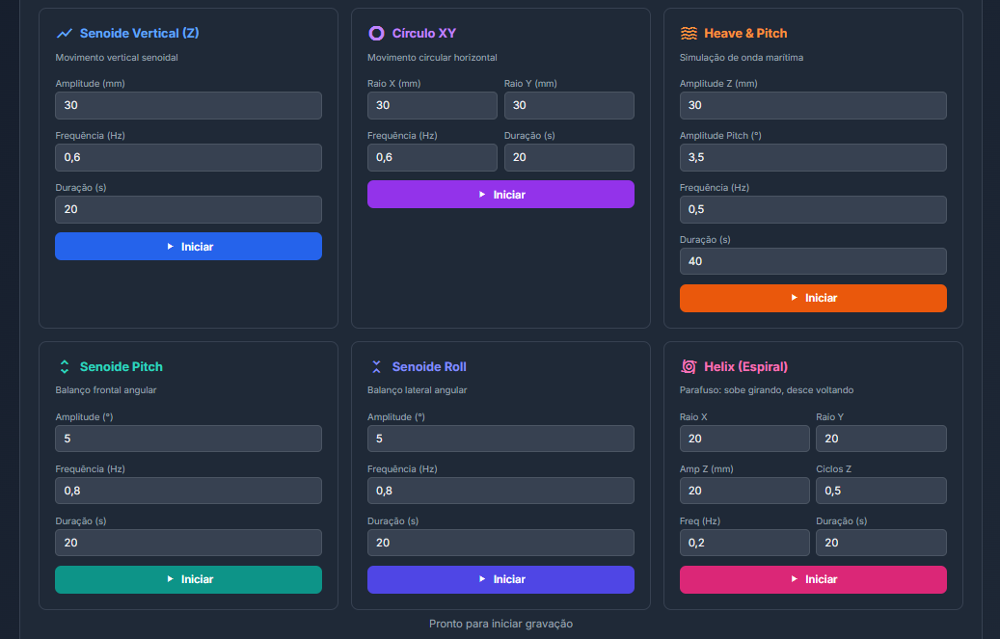 Senoide Vertical (Z)
Movimento vertical senoidal
Amplitude (mm)
30
Frequência (Hz)
0,6
Duração (s)
20
Iniciar
Círculo XY
Movimento circular horizontal
Raio X (mm) Raio Y (mm)
30 30
Frequência (Hz) Duração (s)
0,6 20
Iniciar
Heave & Pitch
Simulação de onda marítima
Amplitude Z (mm)
30
Amplitude Pitch (°)
3,5
Frequência (Hz)
0,5
Duração (s)
40
Iniciar
Senoide Pitch
Balanço frontal angular
Amplitude (°)
5
Frequência (Hz)
0,8
Duração (s)
20
Iniciar
Senoide Roll
Balanço lateral angular
Amplitude (°)
5
Frequência (Hz)
0,8
Duração (s)
20
Iniciar
Helix (Espiral)
Parafuso: sobe girando, desce voltando
Raio X Raio Y
20 20
Amp Z (mm) Ciclos Z
20 0,5
Freq (Hz) Duração (s)
0,2 20
Iniciar
Pronto para iniciar gravação